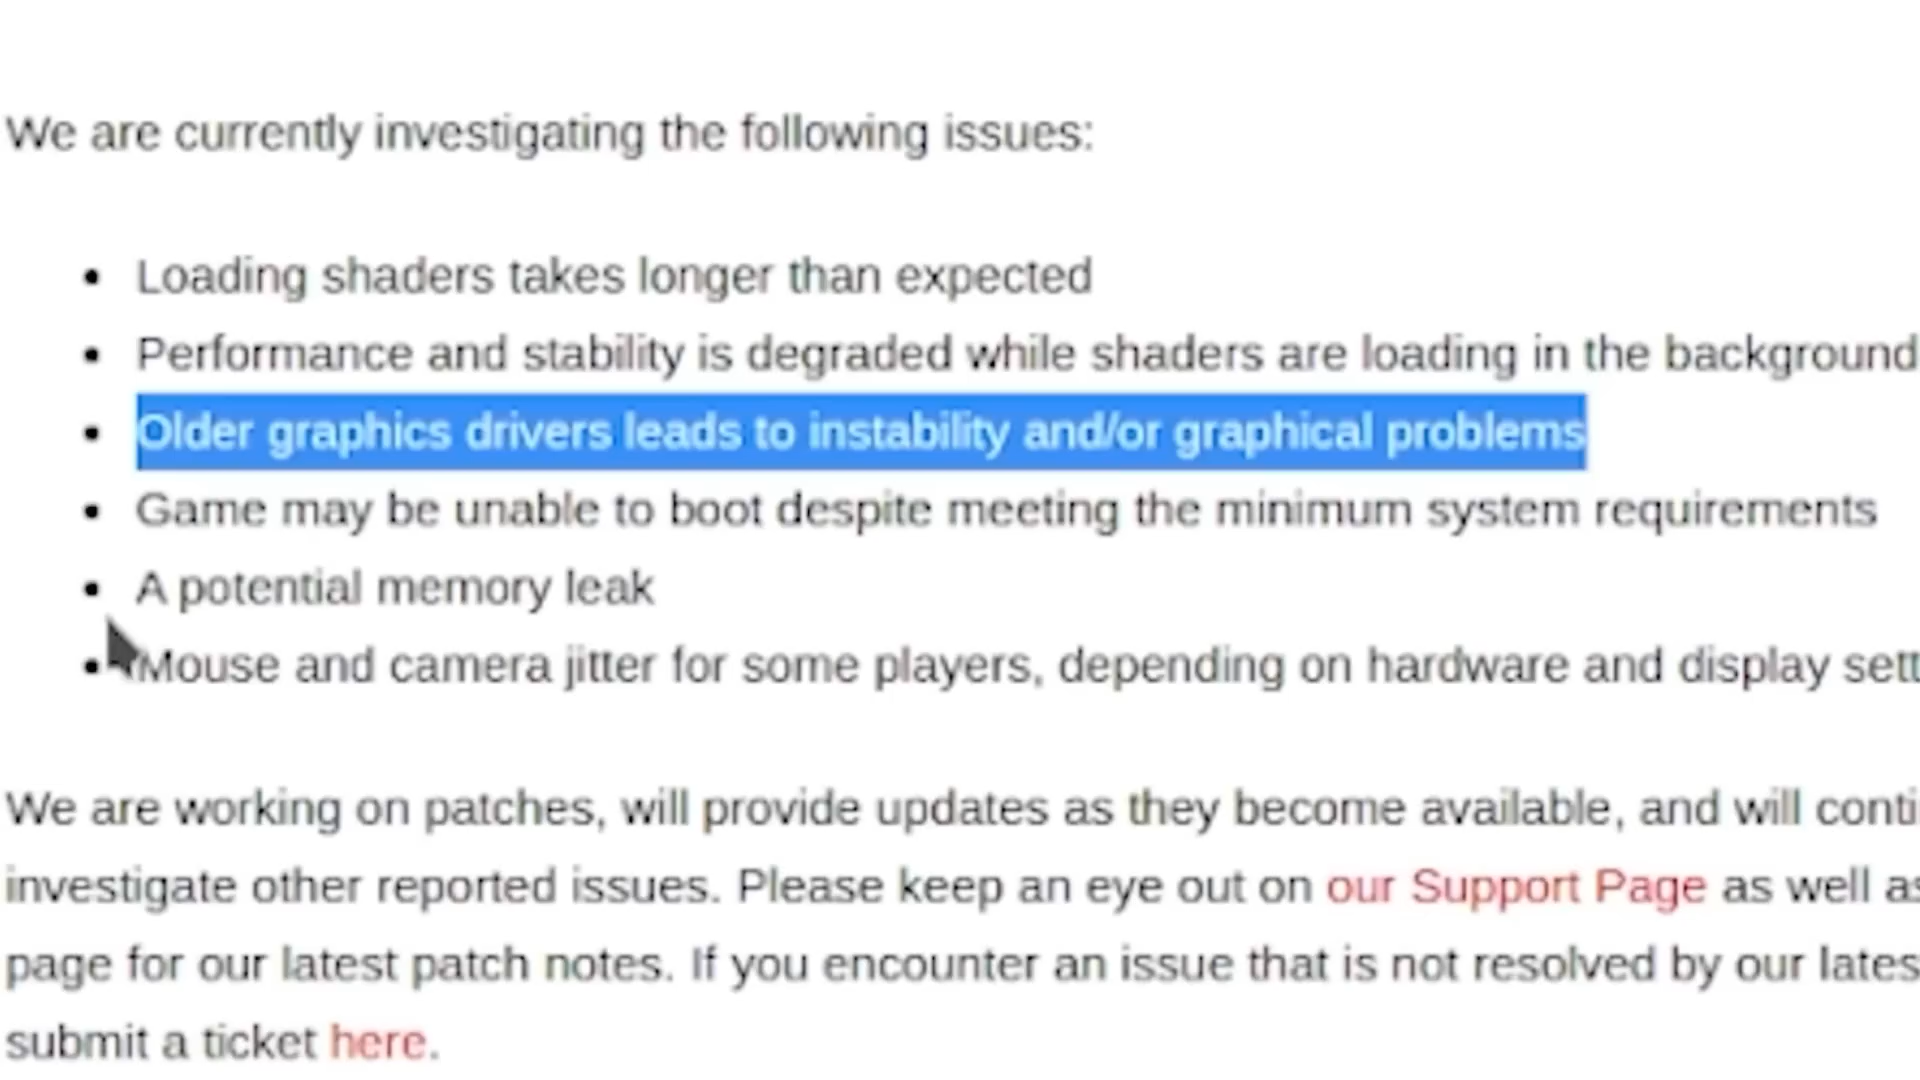 We are currently investigating the following issues:
• Loading shaders takes longer than expected
• Performance and stability is degraded while shaders are loading in the background
• Older graphics drivers leads to instability and/or graphical problems
• Game may be unable to boot despite meeting the minimum system requirements
• A potential memory leak
• Mouse and camera jitter for some players, depending on hardware and display
We are working on patches, will provide updates as they become available, and will
investigate other reported issues. Please keep an eye out on our Support Page as well as
page for our latest patch notes. If you encounter an issue that is not resolved by our
submit a ticket here.